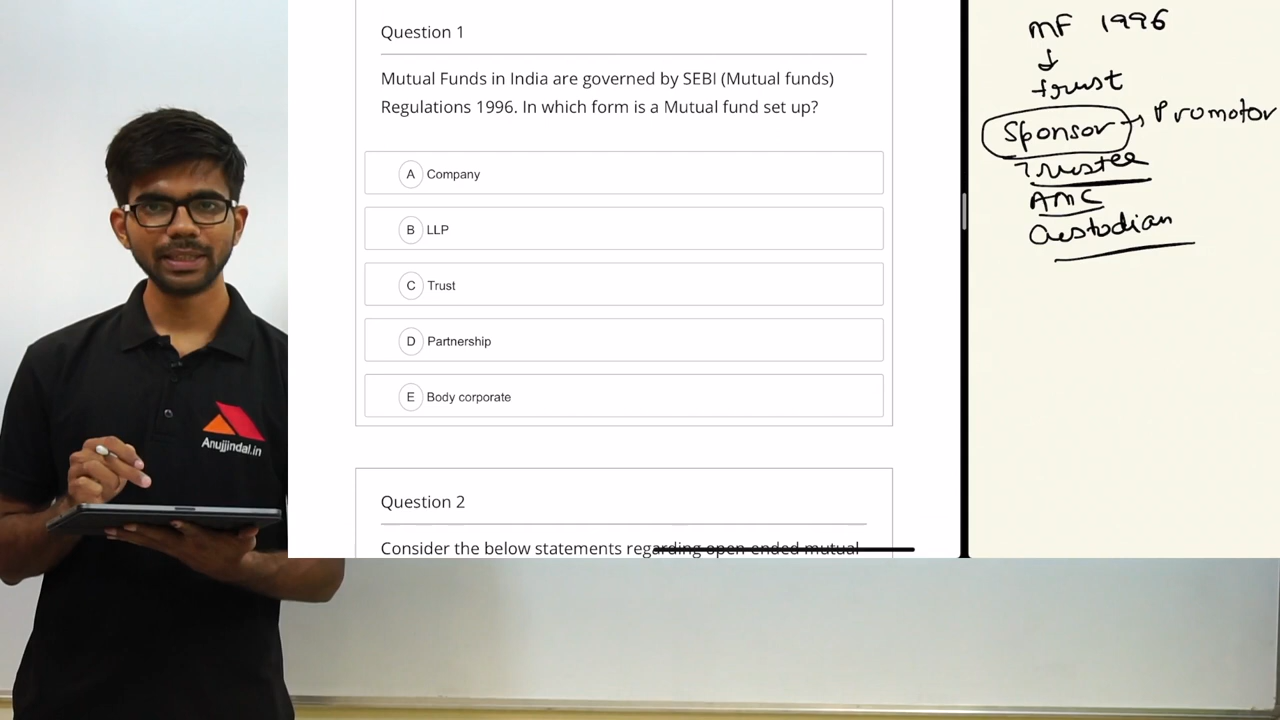 Question 1
Mutual Funds in India are governed by SEBI (Mutual funds)
Regulations 1996. In which form is a Mutual fund set up?
A Company
B LLP
C Trust
D Partnership
E Body corporate
Question 2
Consider the below statements regarding open ended mutual
MF 1996
trust
Sponsor → Promotor
Trustee
AMC
Custodian
Anujjindal.in